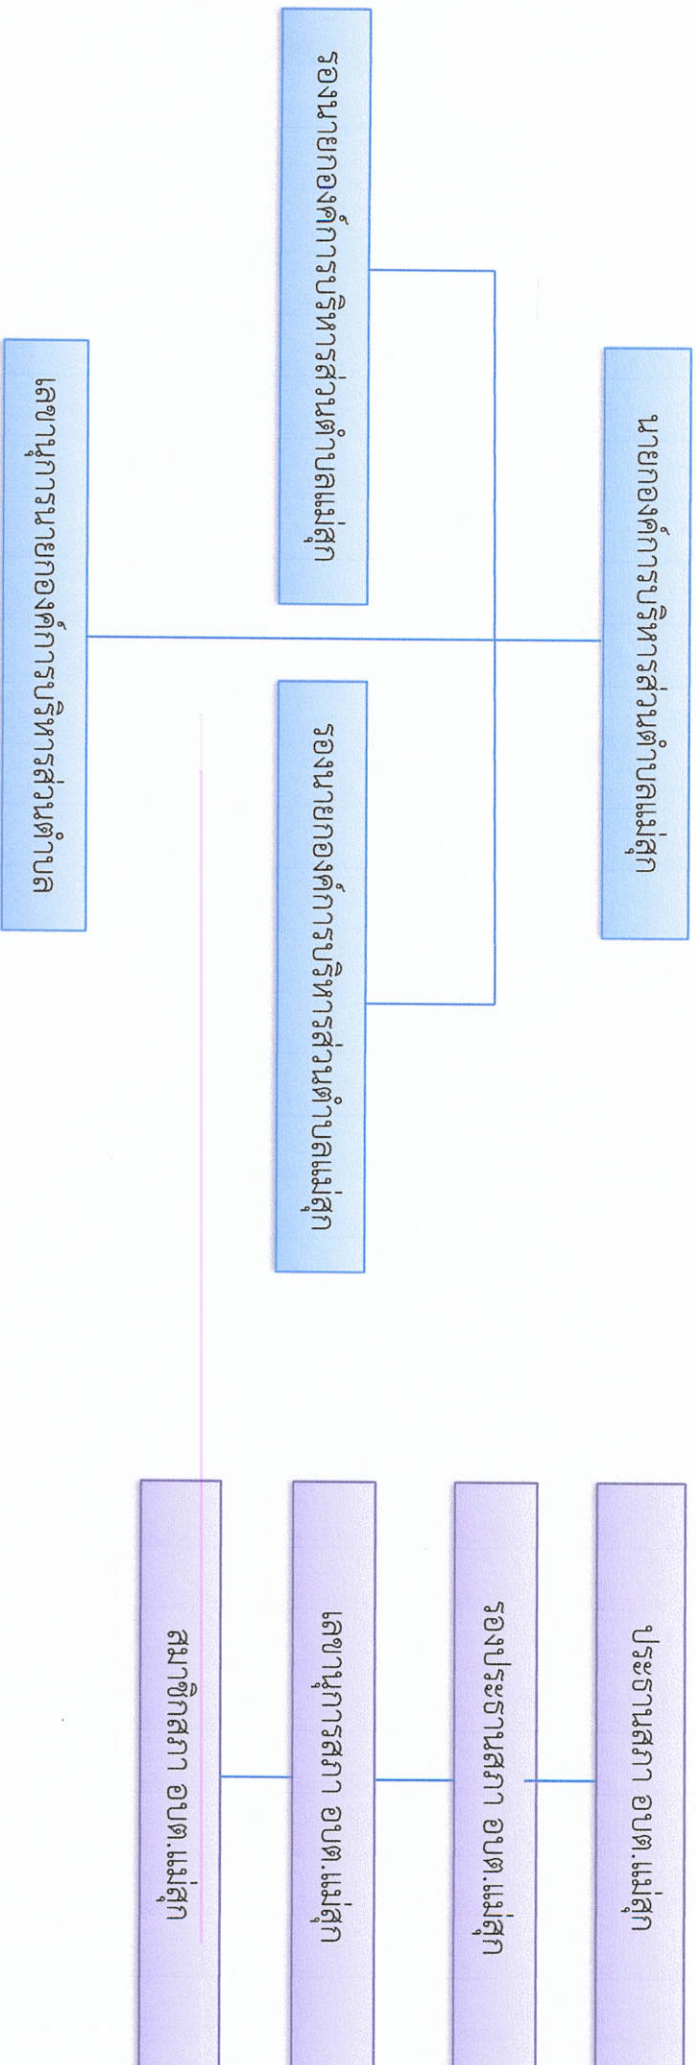 นายกองค์การบริหารส่วนตำบลแม่สุก
รองนายกองค์การบริหารส่วนตำบลแม่สุก
รองนายกองค์การบริหารส่วนตำบลแม่สุก
เลขานุการนายกองค์การบริหารส่วนตำบล
ประธานสภา อบต.แม่สุก
รองประธานสภา อบต.แม่สุก
เลขานุการสภา อบต.แม่สุก
สมาชิกสภา อบต.แม่สุก